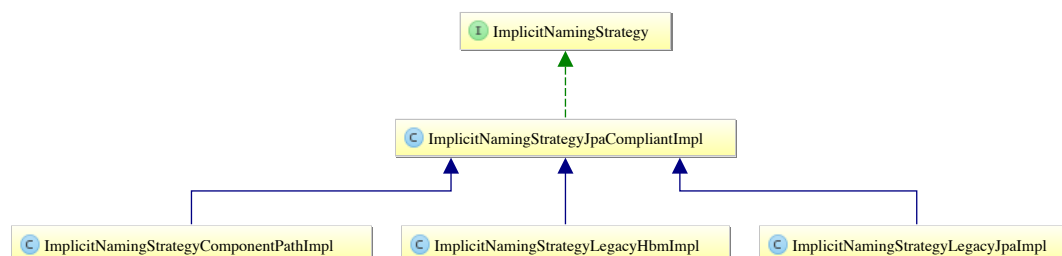 I ImplicitNamingStrategy
C ImplicitNamingStrategyJpaCompliantImpl
C ImplicitNamingStrategyComponentPathImpl
C ImplicitNamingStrategyLegacyHbmImpl
C ImplicitNamingStrategyLegacyJpaImpl